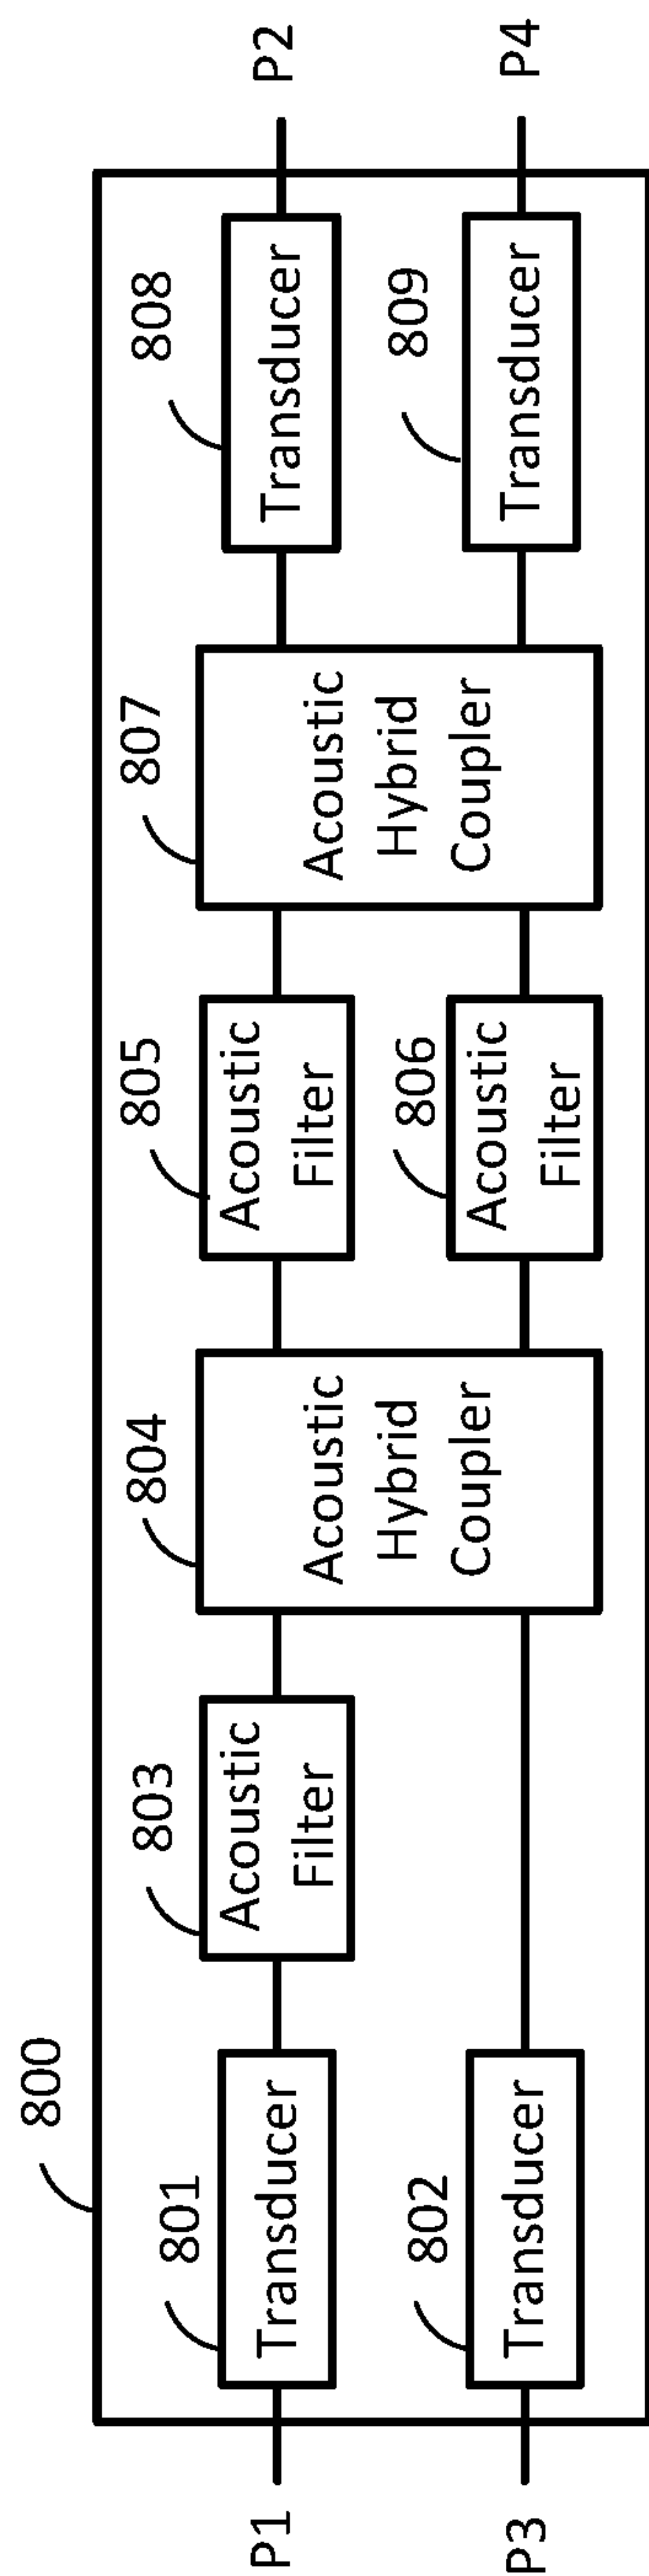 800
P1
P3
801
Transducer
802
Transducer
803
Acoustic
Filter
804
Acoustic
Hybrid
Coupler
805
Acoustic
Filter
806
Acoustic
Filter
807
Acoustic
Hybrid
Coupler
808
Transducer
809
Transducer
P2
P4